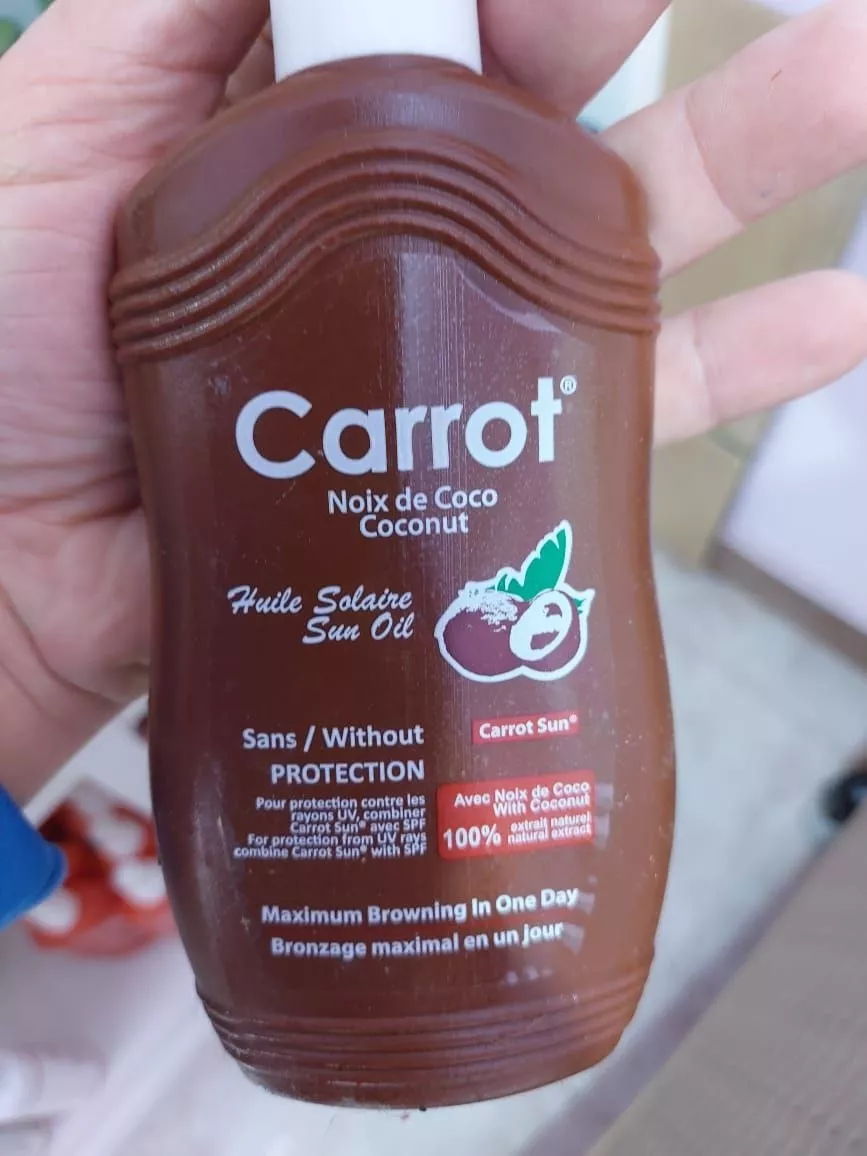 Carrot®
Noix de Coco
Coconut
Huile Solaire
Sun Oil
Sans / Without
PROTECTION
Pour protection contre les
rayons UV, combiner
Carrot Sun® avec SPF
For protection from UV rays
combine Carrot Sun® with SPF
Carrot Sun®
Avec Noix de Coco
With Coconut
100% extrait naturel
natural extract
Maximum Browning In One Day
Bronzage maximal en un jour